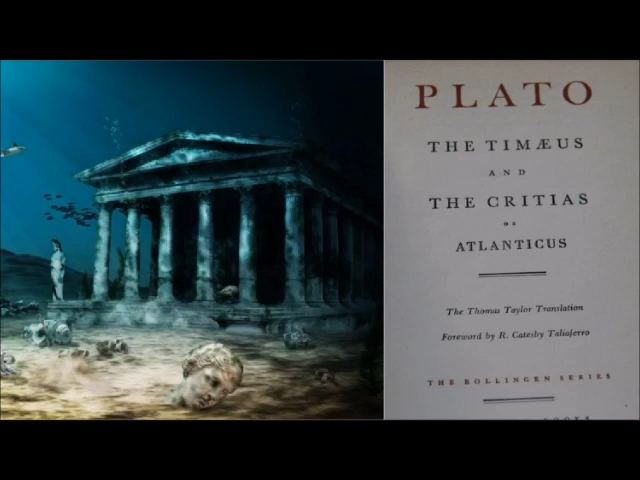 PLATO
THE TIMÆUS
AND
THE CRITIAS
OR
ATLANTICUS
The Thomas Taylor Translation
Foreword by R. Catesby Taliaferro
THE BOLLINGEN SERIES